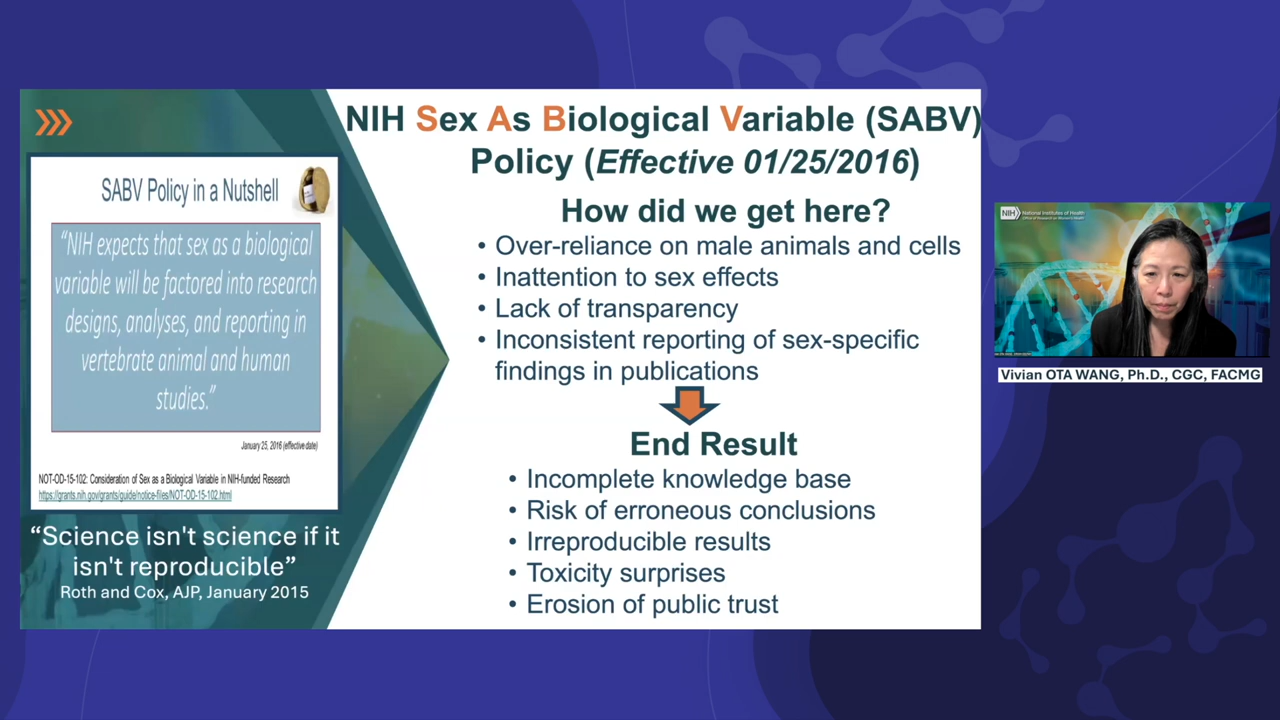 NIH Sex As Biological Variable (SABV)
Policy (Effective 01/25/2016)
SABV Policy in a Nutshell
“NIH expects that sex as a biological
variable will be factored into research
designs, analyses, and reporting in
vertebrate animal and human
studies.”
January 25, 2016 (effective date)
NOT-OD-15-102: Consideration of Sex as a Biological Variable in NIH-funded Research
https://grants.nih.gov/grants/guide/notice-files/NOT-OD-15-102.html
“Science isn't science if it
isn't reproducible”
Roth and Cox, AJP, January 2015
How did we get here?
• Over-reliance on male animals and cells
• Inattention to sex effects
• Lack of transparency
• Inconsistent reporting of sex-specific
findings in publications
End Result
• Incomplete knowledge base
• Risk of erroneous conclusions
• Irreproducible results
• Toxicity surprises
• Erosion of public trust
NIH National Institutes of Health
Office of Research on Women's Health
Vivian OTA WANG, Ph.D., CGC, FACMG